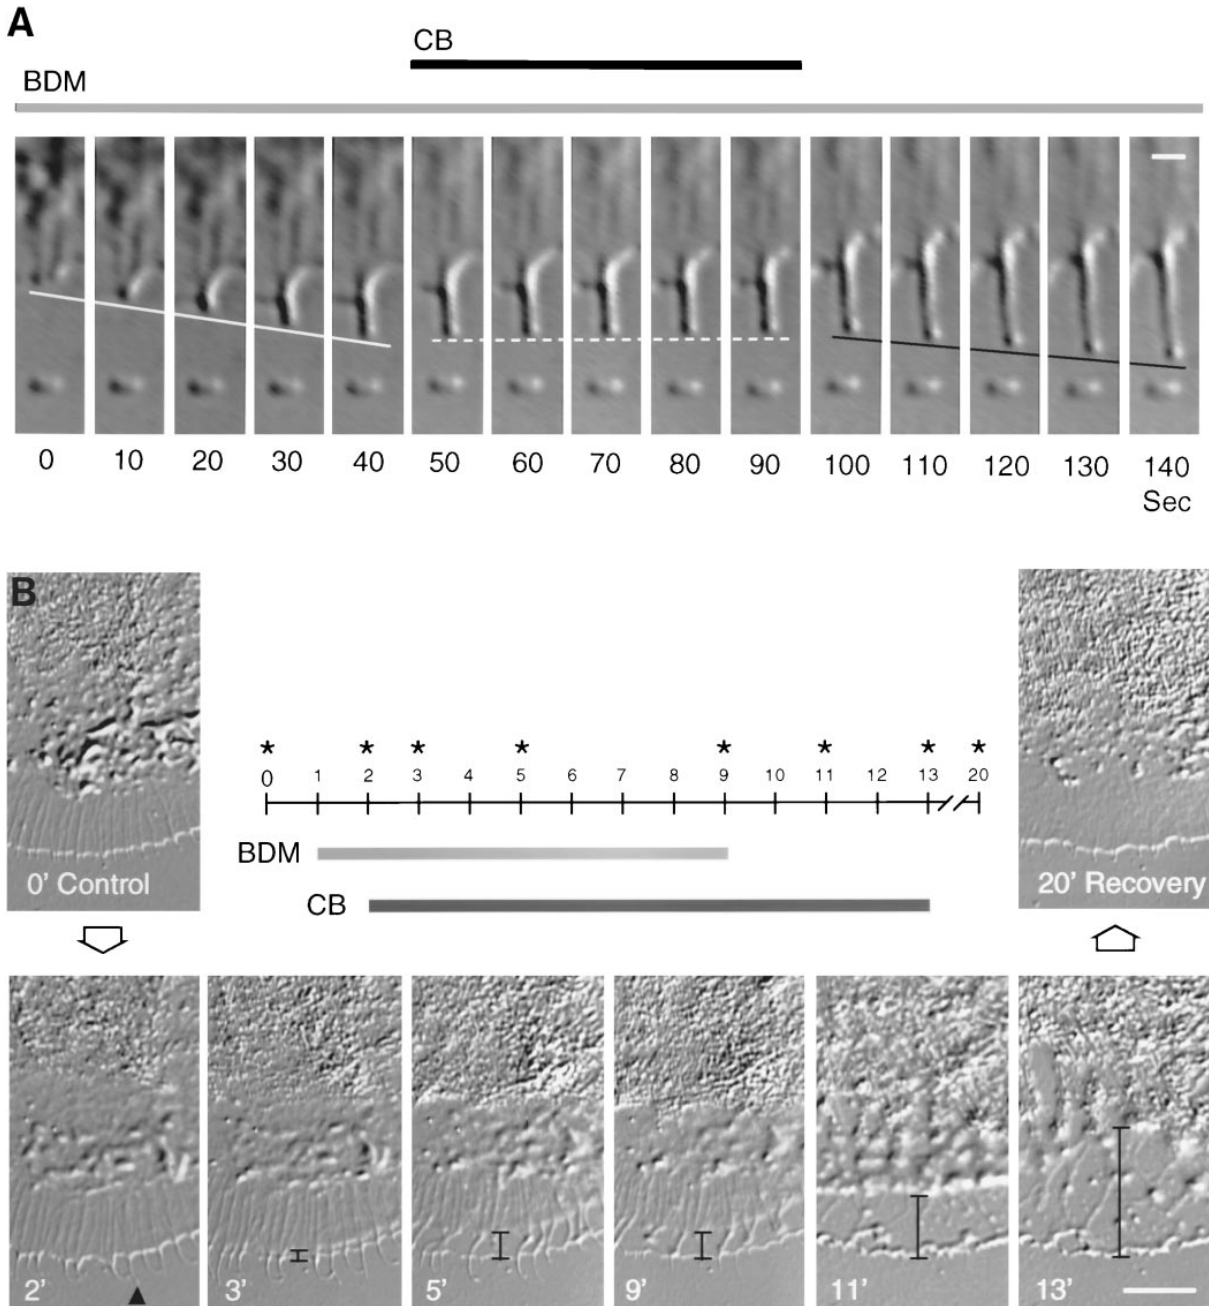 A
CB
BDM
0 10 20 30 40 50 60 70 80 90 100 110 120 130 140
Sec
B
* * * * * * * *
0 1 2 3 4 5 6 7 8 9 10 11 12 13 20
BDM
CB
0’ Control
20’ Recovery
2’ 3’ 5’ 9’ 11’ 13’